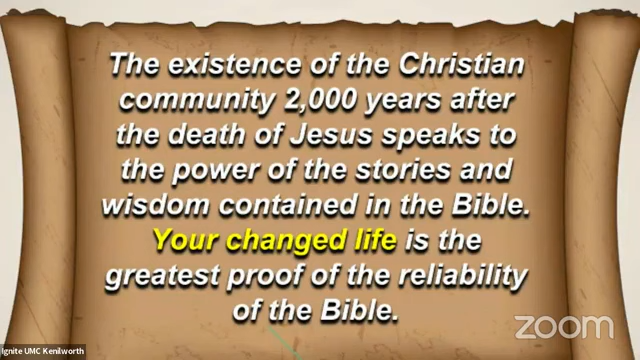 The existence of the Christian
community 2,000 years after
the death of Jesus speaks to
the power of the stories and
wisdom contained in the Bible.
Your changed life is the
greatest proof of the reliability
of the Bible.
zoom
Ignite UMC Kenilworth